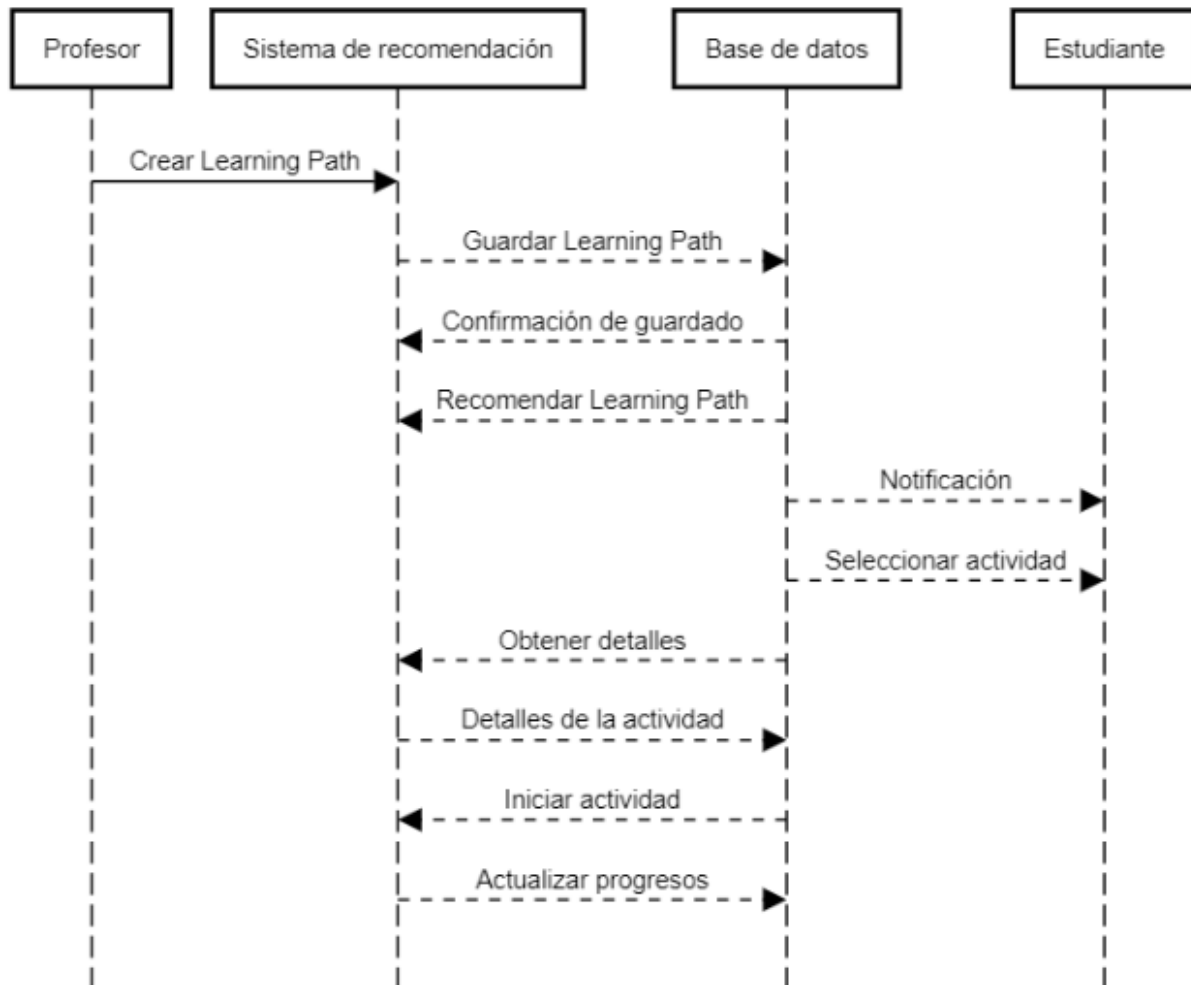 Profesor
Sistema de recomendación
Base de datos
Estudiante
Crear Learning Path
Guardar Learning Path
Confirmación de guardado
Recomendar Learning Path
Notificación
Seleccionar actividad
Obtener detalles
Detalles de la actividad
Iniciar actividad
Actualizar progresos